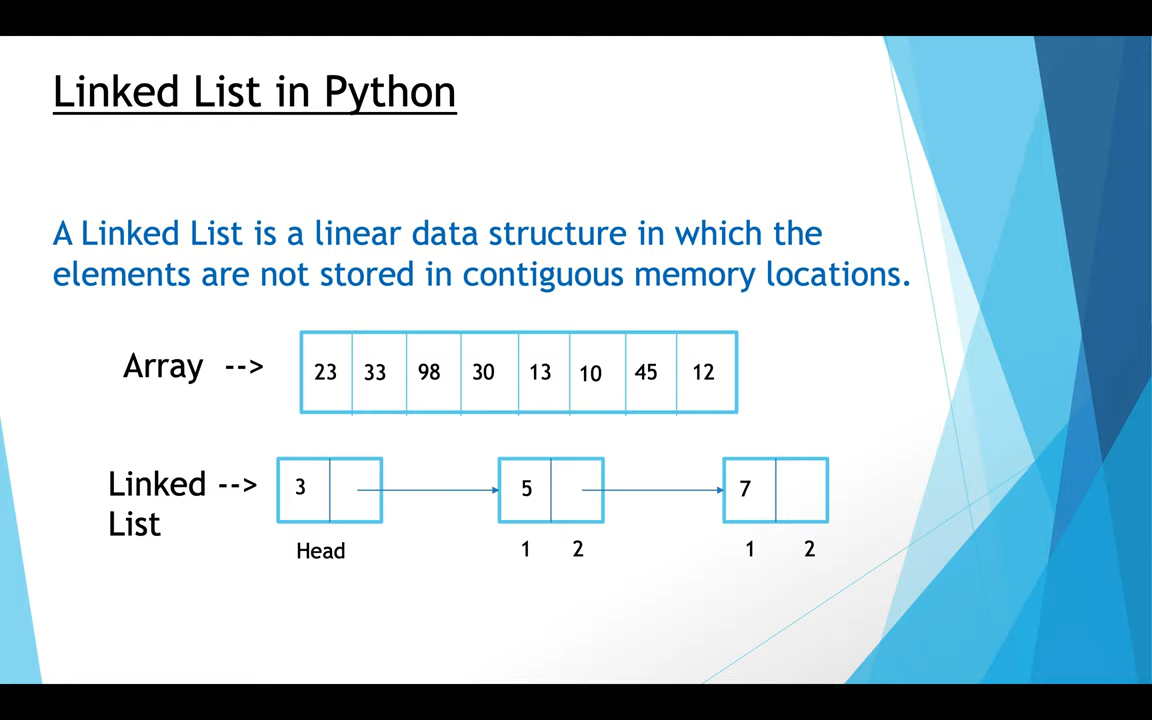 Linked List in Python
A Linked List is a linear data structure in which the
elements are not stored in contiguous memory locations.
Array -->
23 33 98 30 13 10 45 12
Linked -->
List
3 5 7
Head 1 2 1 2